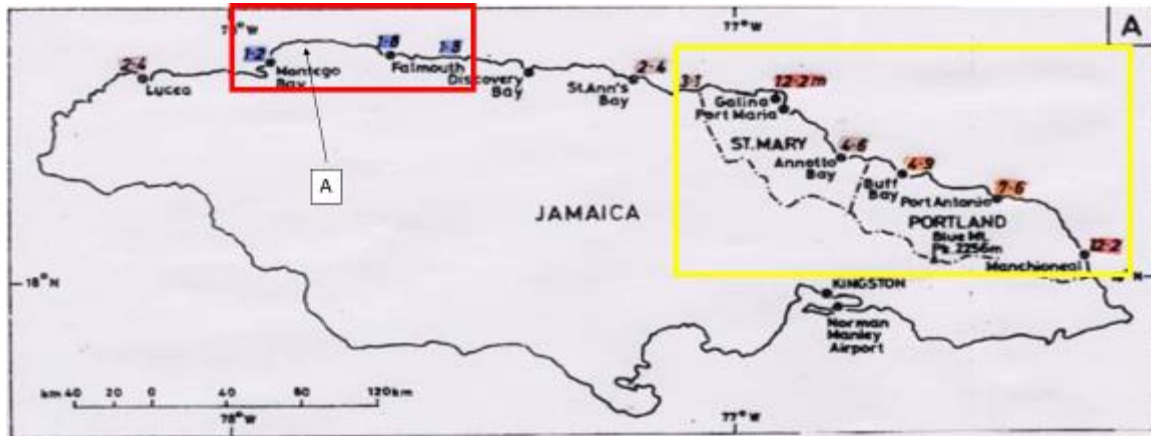 A
78° W
77° W
1-2
1-8
1-8
2-4
Montego
Bay
Falmouth
Discovery
Bay
Lucea
2-4
St.Ann's
Bay
3-1
12-2m
Galina
Port Maria
ST. MARY
4-6
Annotto
Bay
4-9
Buff
Bay
7-6
Port Antonio
PORTLAND
Blue Mt.
Pk. 2256m
12-2
Manchioneal
A
JAMAICA
18° N
N
KINGSTON
Norman
Manley
Airport
km 40 20 0 40 80 120 km
78° W
77° W